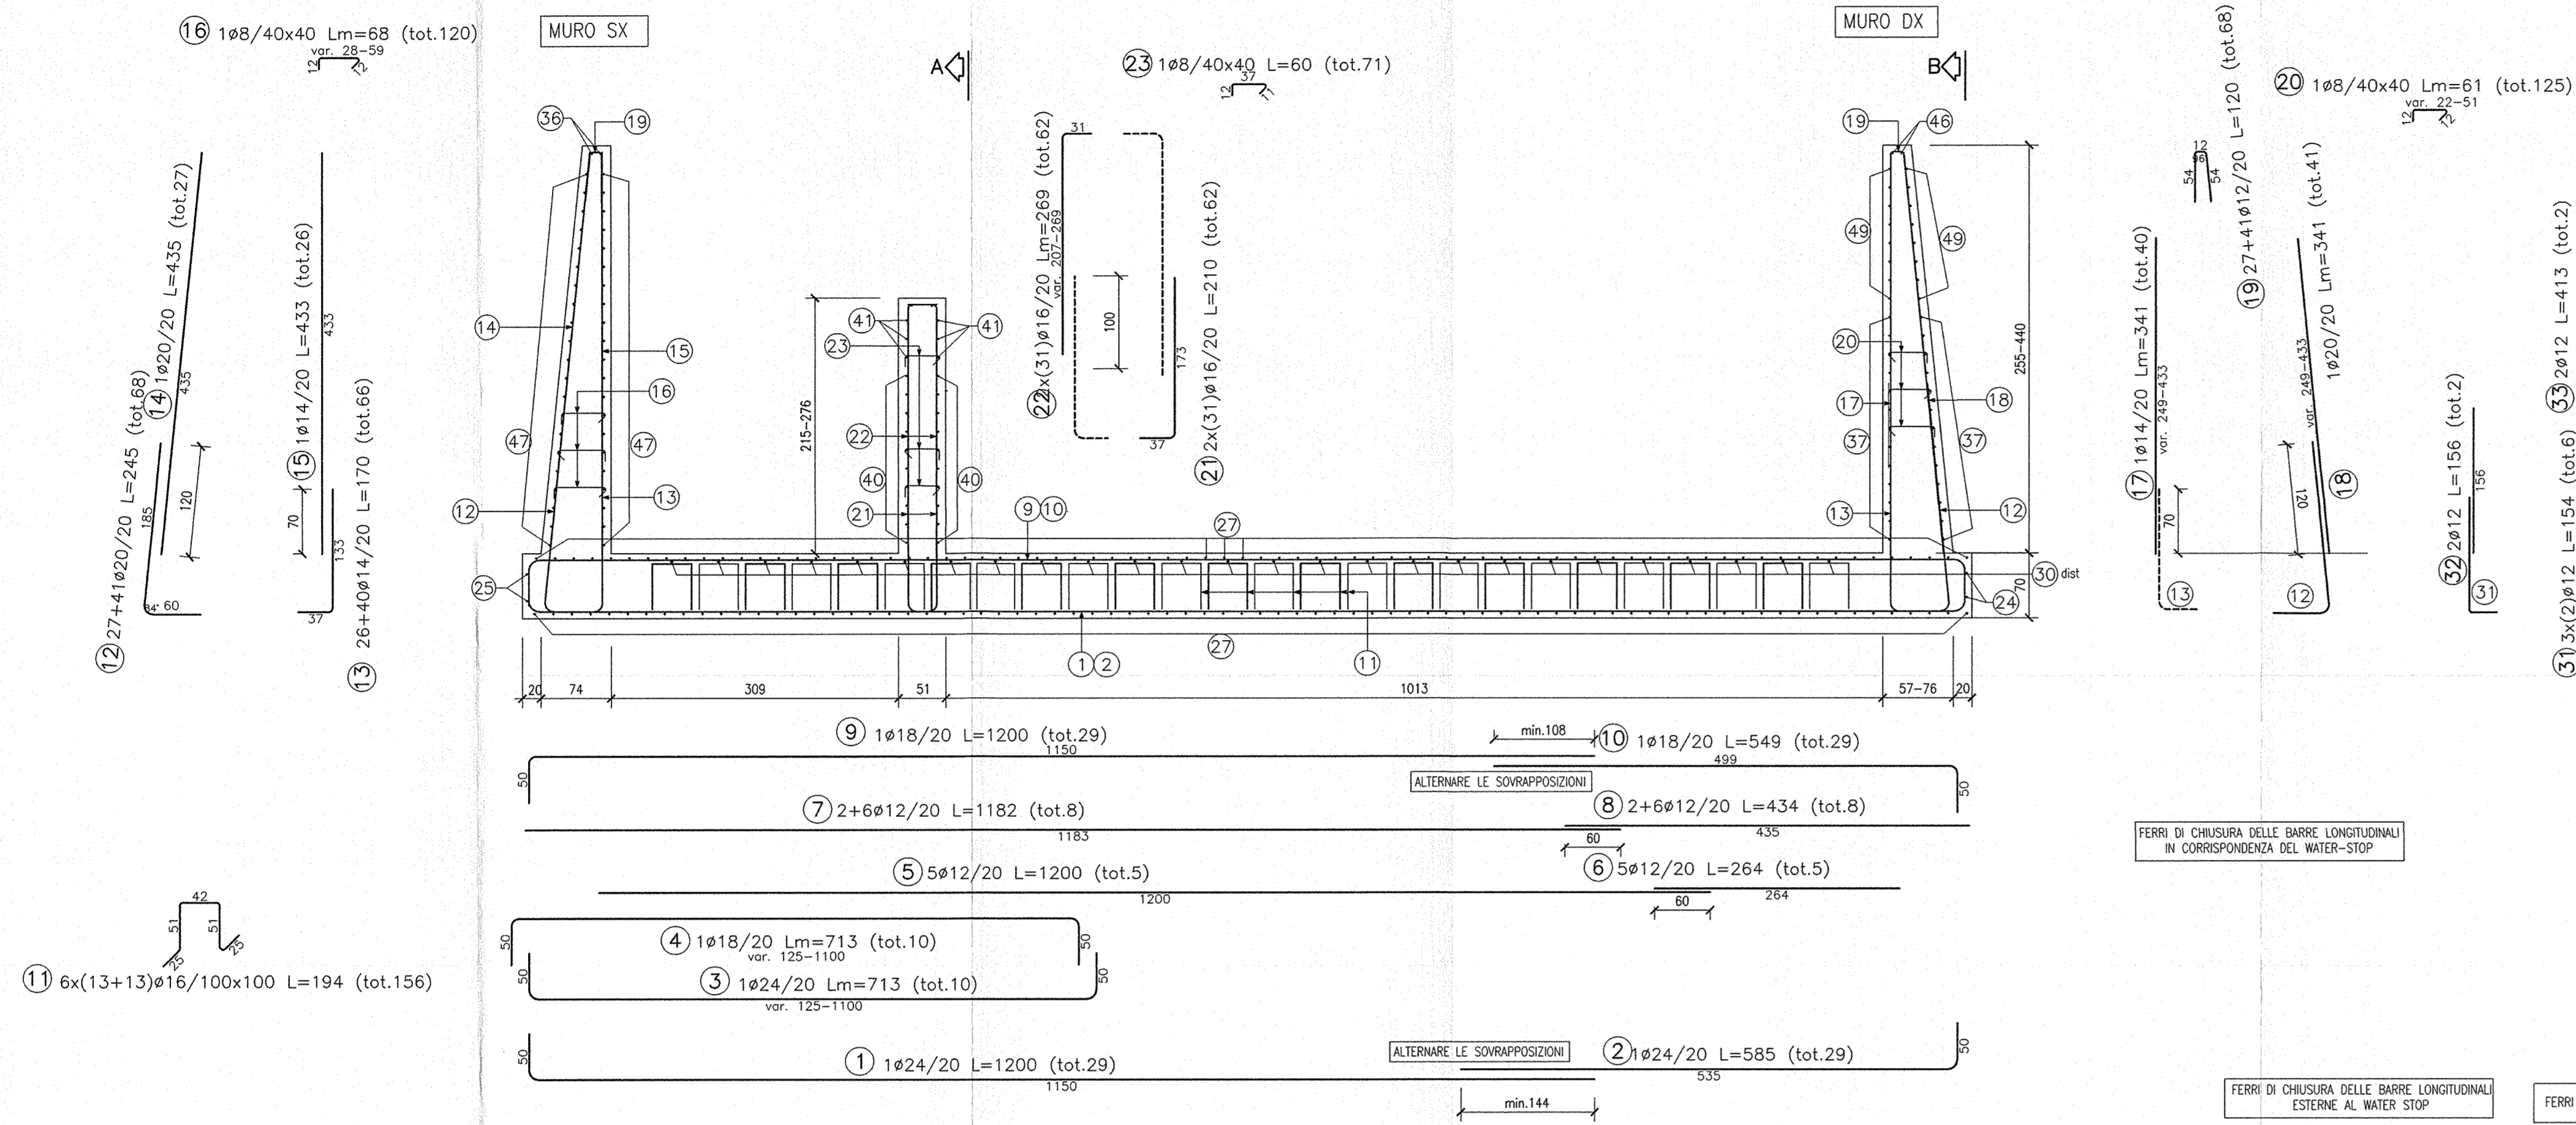 16 1ø8/40x40 Lm=68 (tot.120)
var. 28-59
12
12
MURO SX
A
23 1ø8/40x40 L=60 (tot.71)
37
12
11
MURO DX
B
20 1ø8/40x40 Lm=61 (tot.125)
var. 22-51
12
12
12 27+41ø20/20 L=245 (tot.68)
185
84°
60
14 1ø20/20 L=435 (tot.27)
435
120
15 1ø14/20 L=433 (tot.26)
433
70
13 26+40ø14/20 L=170 (tot.66)
133
37
36
19
14
15
16
47
47
12
13
25
41
41
23
22
40
40
21
215-276
9
10
27
22 2x(31)ø16/20 Lm=269 (tot.62)
var. 207-269
31
100
173
37
21 2x(31)ø16/20 L=210 (tot.62)
19
46
49
49
20
17
18
37
37
13
12
255-440
70
30 dist
24
1
2
27
11
20
74
309
51
1013
57-76
20
17 1ø14/20 Lm=341 (tot.40)
var. 249-433
70
13
19 27+41ø12/20 L=120 (tot.68)
12
96°
54
54
18
1ø20/20 Lm=341 (tot.41)
var. 249-433
120
12
32 2ø12 L=156 (tot.2)
156
31
33 2ø12 L=413 (tot.2)
31 3x(2)ø12 L=154 (tot.6)
9 1ø18/20 L=1200 (tot.29)
1150
50
min.108
10 1ø18/20 L=549 (tot.29)
499
50
ALTERNARE LE SOVRAPPOSIZIONI
7 2+6ø12/20 L=1182 (tot.8)
1183
8 2+6ø12/20 L=434 (tot.8)
435
60
5 5ø12/20 L=1200 (tot.5)
1200
6 5ø12/20 L=264 (tot.5)
264
60
4 1ø18/20 Lm=713 (tot.10)
var. 125-1100
50
50
3 1ø24/20 Lm=713 (tot.10)
var. 125-1100
50
50
42
51
51
25
25
11 6x(13+13)ø16/100x100 L=194 (tot.156)
1 1ø24/20 L=1200 (tot.29)
1150
50
ALTERNARE LE SOVRAPPOSIZIONI
2 1ø24/20 L=585 (tot.29)
535
50
min.144
FERRI DI CHIUSURA DELLE BARRE LONGITUDINALI
IN CORRISPONDENZA DEL WATER-STOP
FERRI DI CHIUSURA DELLE BARRE LONGITUDINALI
ESTERNE AL WATER STOP
FERRI